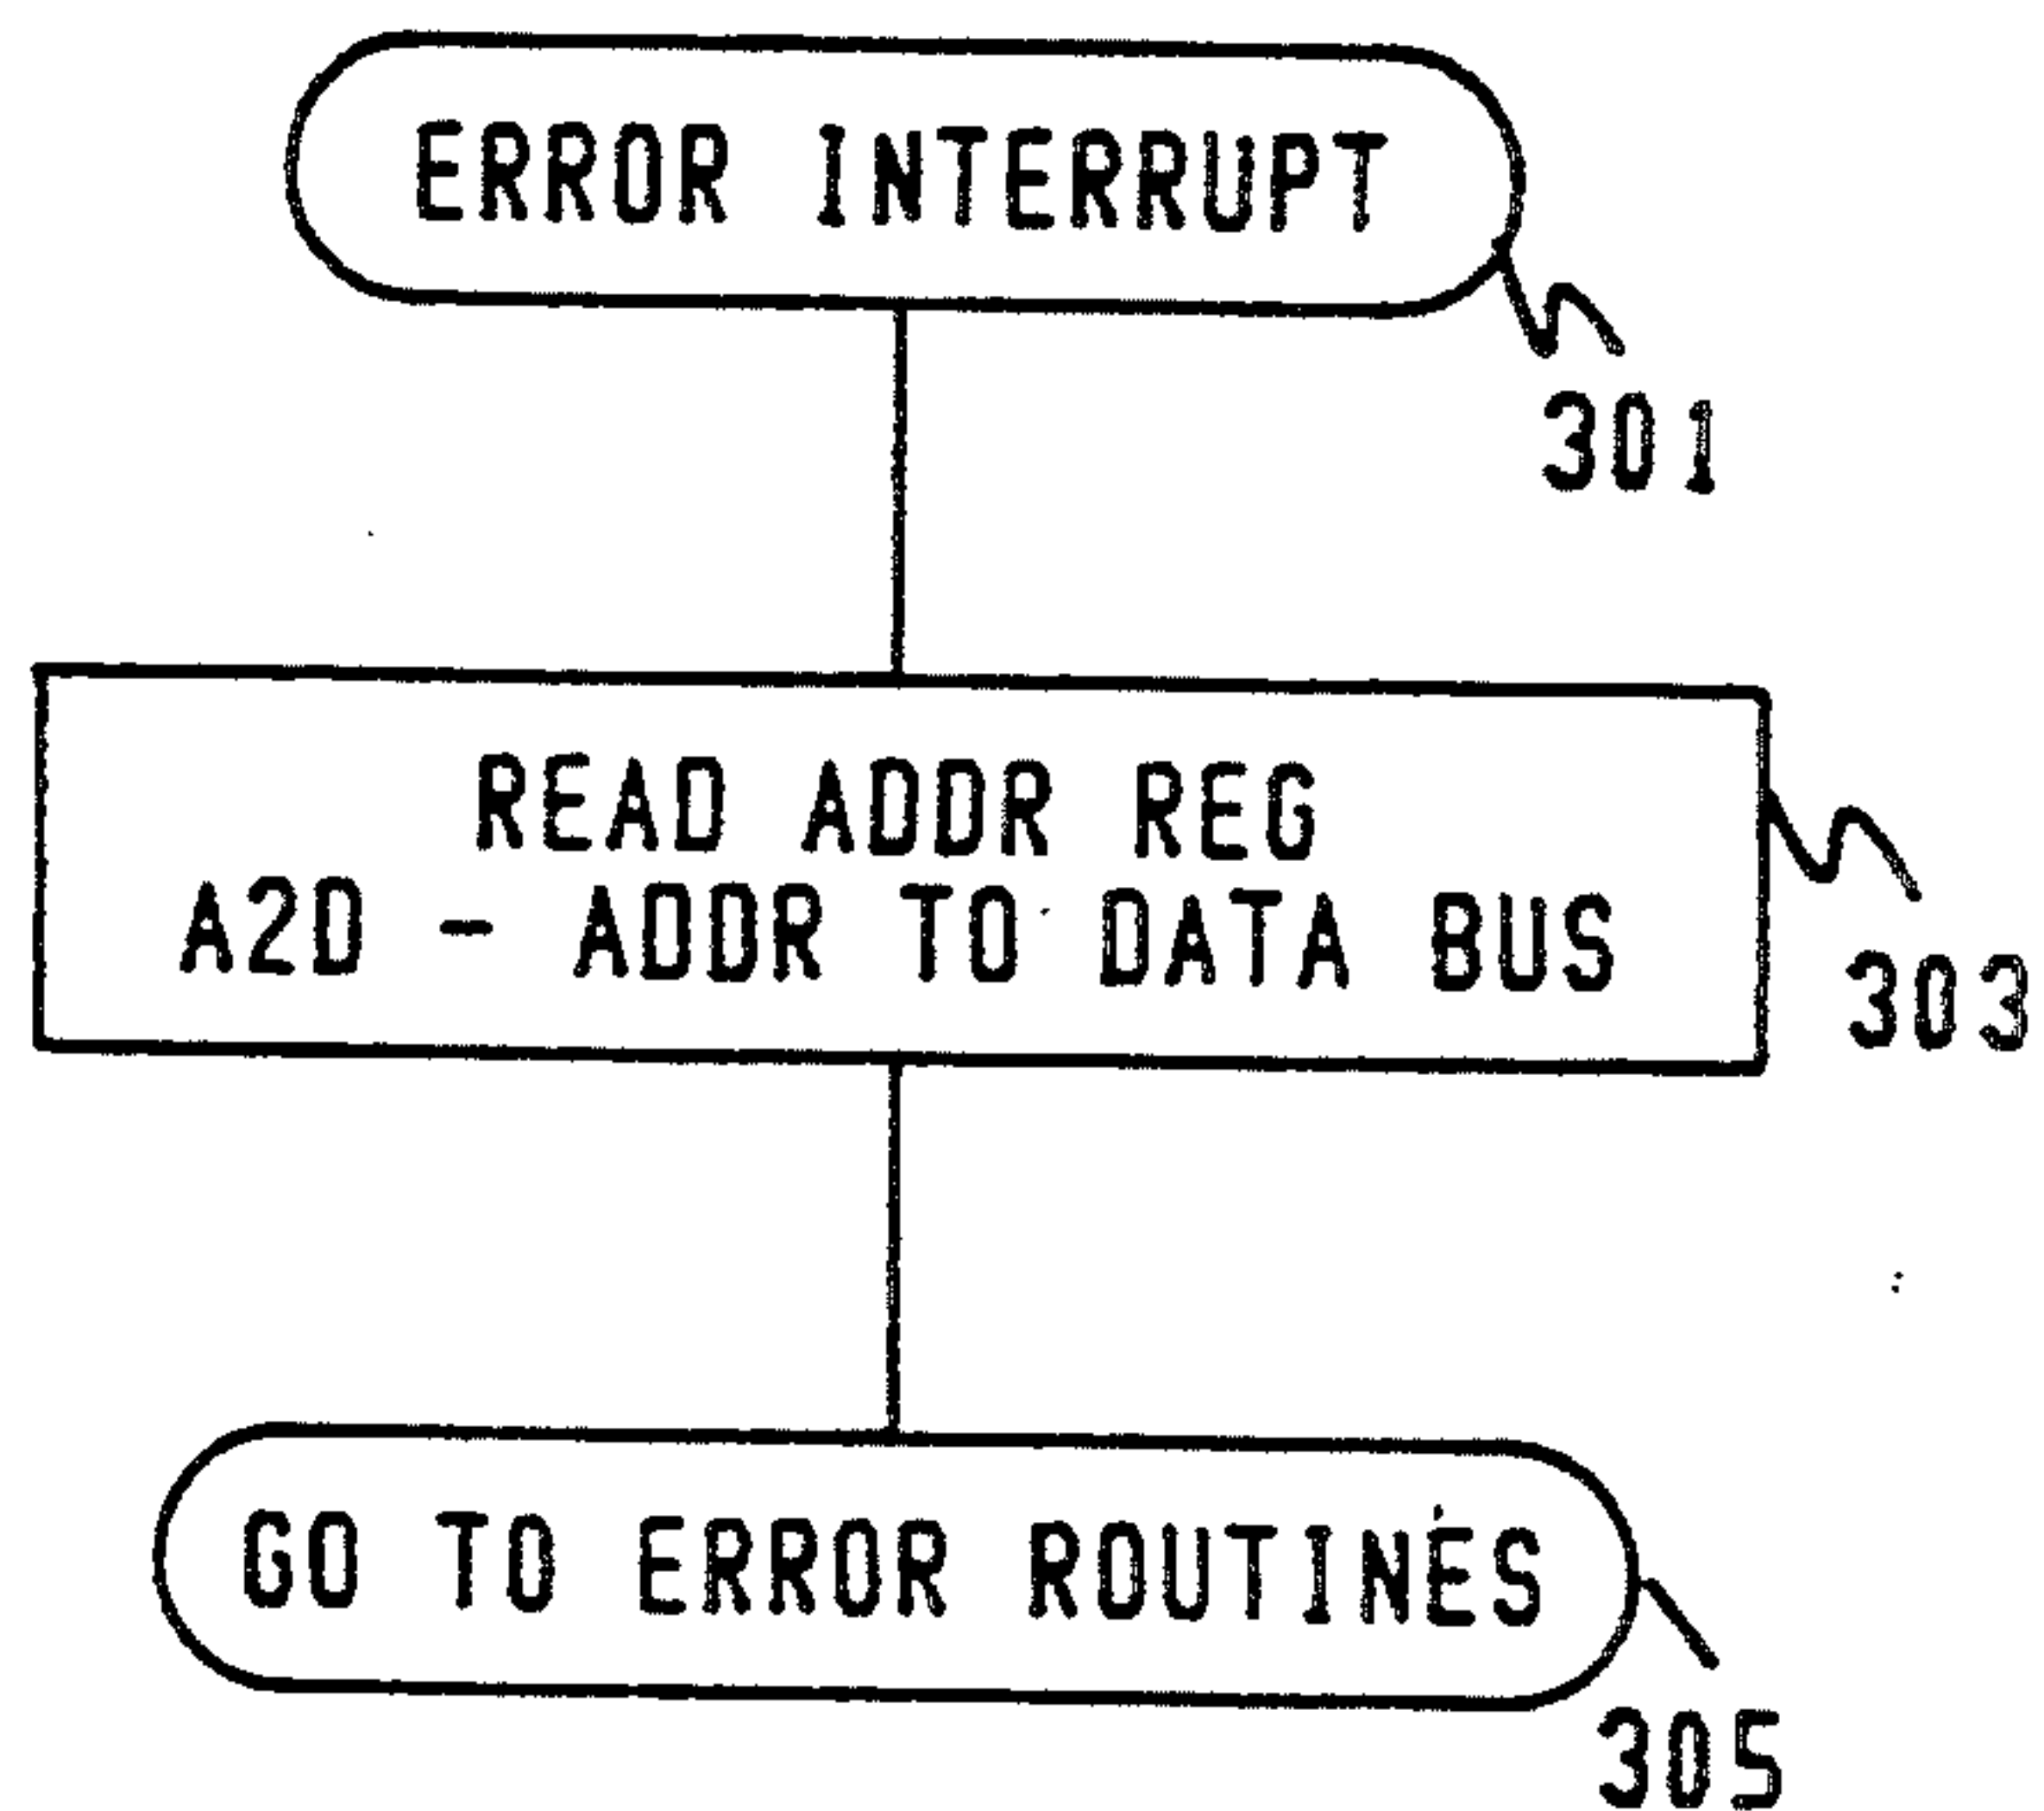 ERROR INTERRUPT
301
READ ADDR REG
A2D - ADDR TO DATA BUS
303
GO TO ERROR ROUTINES
305